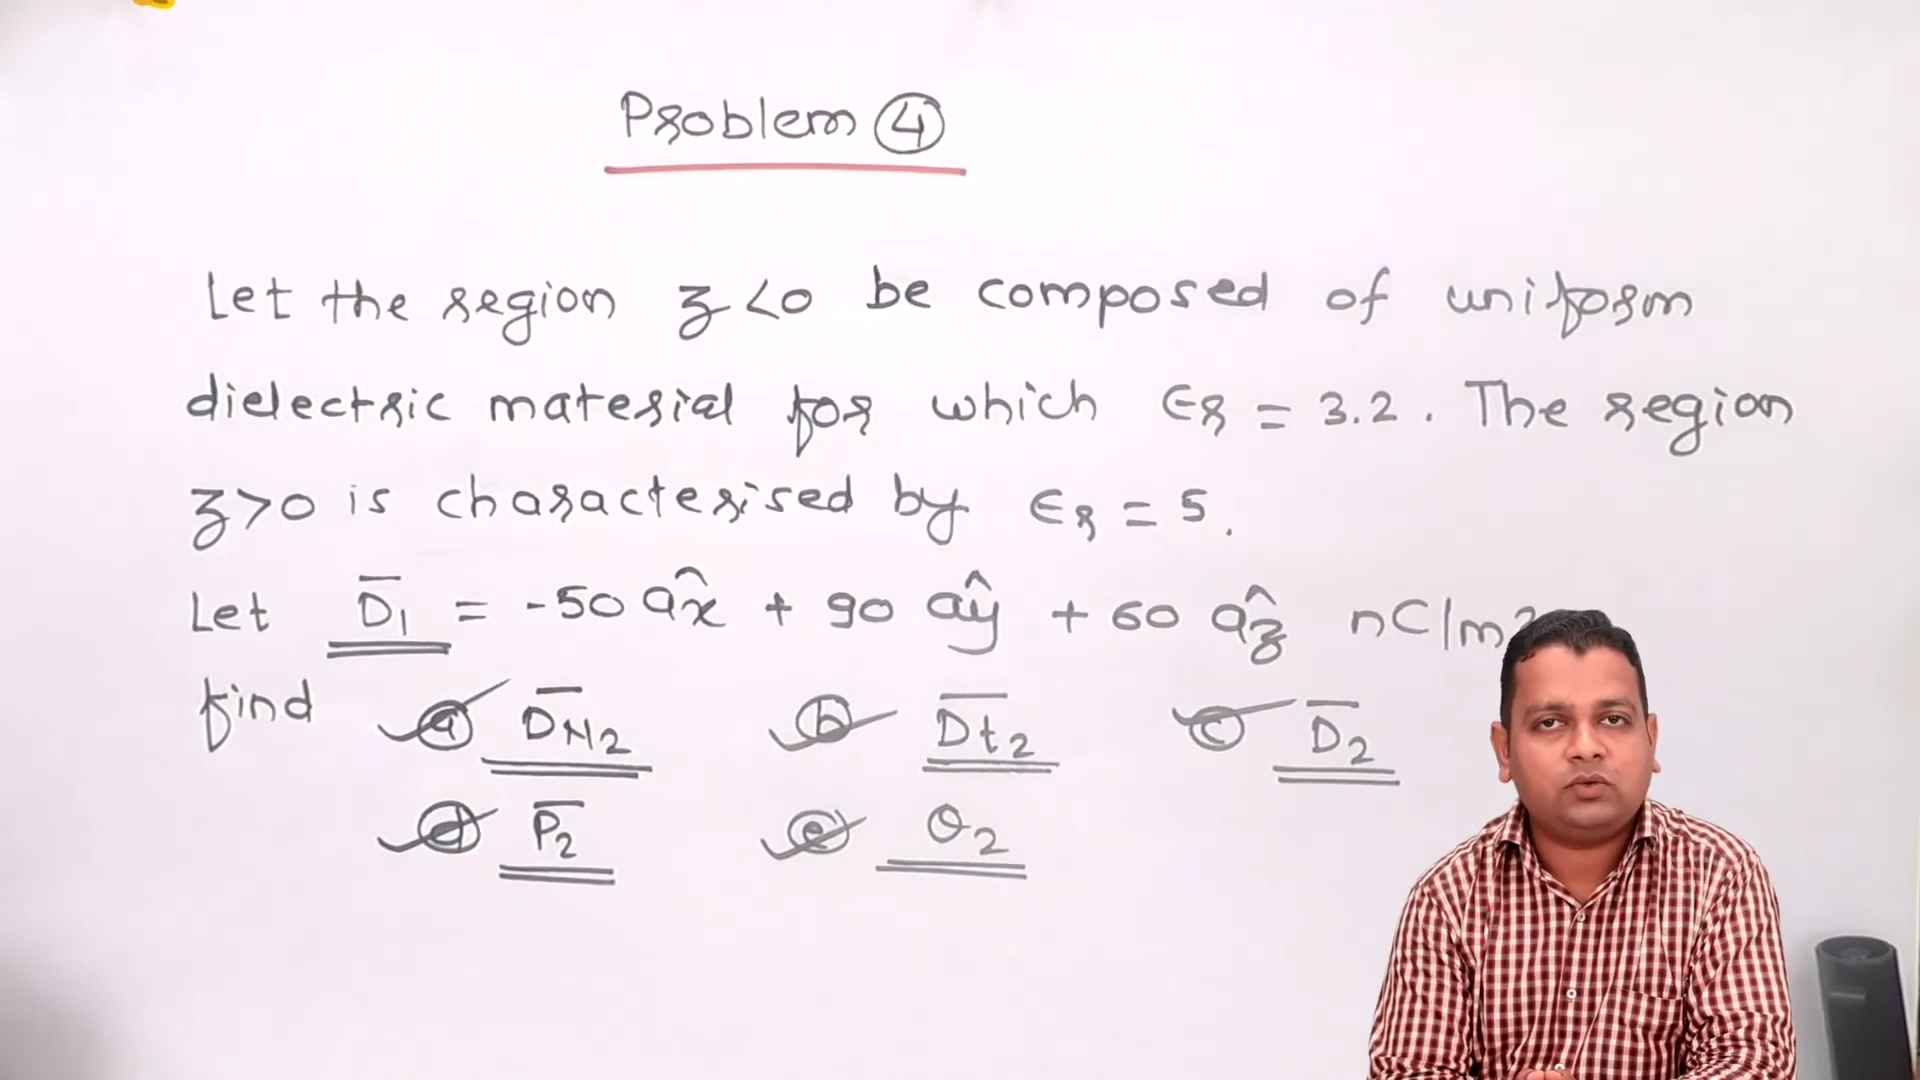 Problem ④
Let the region z<0 be composed of uniform
dielectric material for which ϵr = 3.2. The region
z>0 is characterised by ϵr = 5.
Let D̅₁ = -50 âx + 90 ây + 60 âz nC/m²
find ⓐ D̅N2 ⓑ D̅t2 ⓒ D̅2
ⓓ P̅2 ⓔ θ2